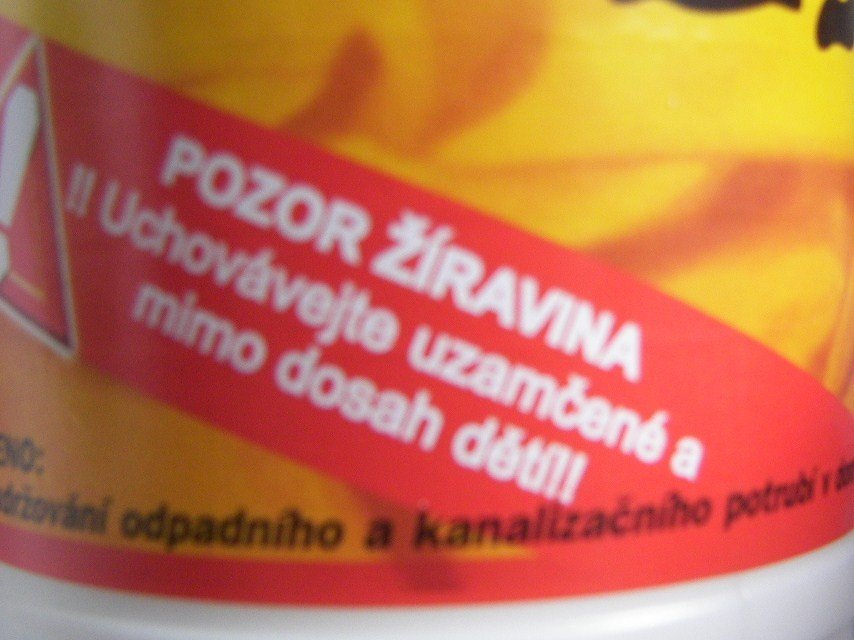 POZOR ŽÍRAVINA
!! Uchovávejte uzamčené a
mimo dosah dětí!!
odpadního a kanalizačního potrubí v